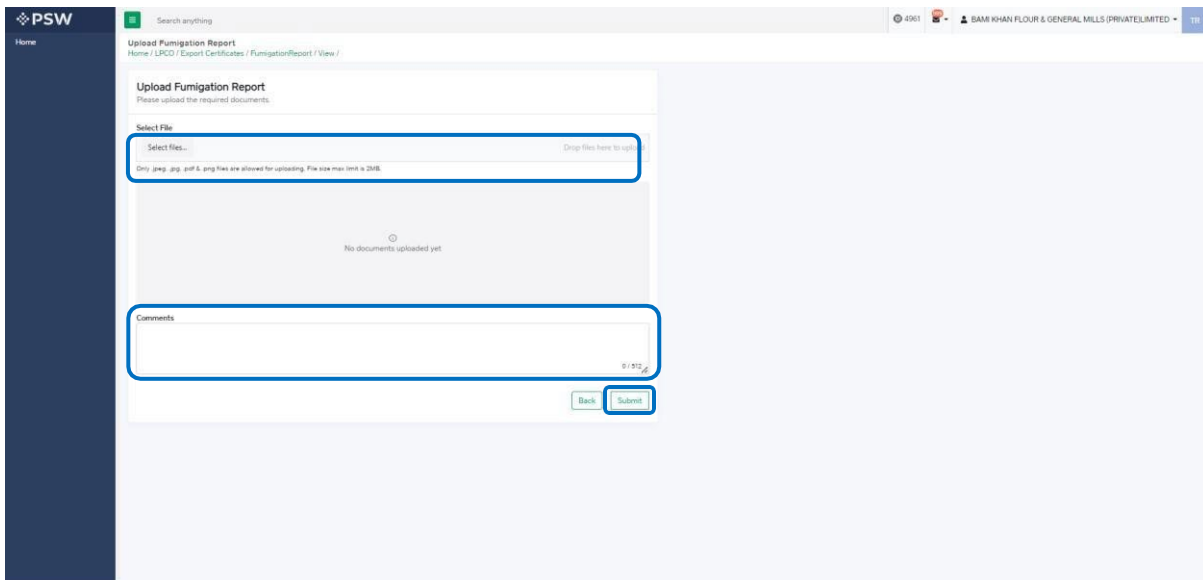 PSW
Search anything
4961
BAMI KHAN FLOUR & GENERAL MILLS (PRIVATE)LIMITED
TR
Home
Upload Fumigation Report
Home / LPCO / Export Certificates / FumigationReport / View /
Upload Fumigation Report
Please upload the required documents.
Select File
Select files...
Drop files here to upload
Only .jpeg, .jpg, .pdf & .png files are allowed for uploading. File size max limit is 2MB.
No documents uploaded yet
Comments
0 / 512
Back
Submit